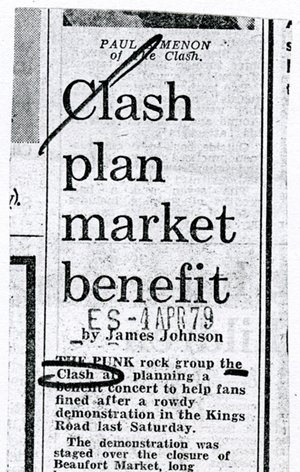 PAUL SIMENON
of The Clash.
Clash
plan
market
benefit
ES-4APR79
by James Johnson
THE PUNK rock group the
Clash are planning a
benefit concert to help fans
fined after a rowdy
demonstration in the Kings
Road last Saturday.
The demonstration was
staged over the closure of
Beaufort Market, long
y).